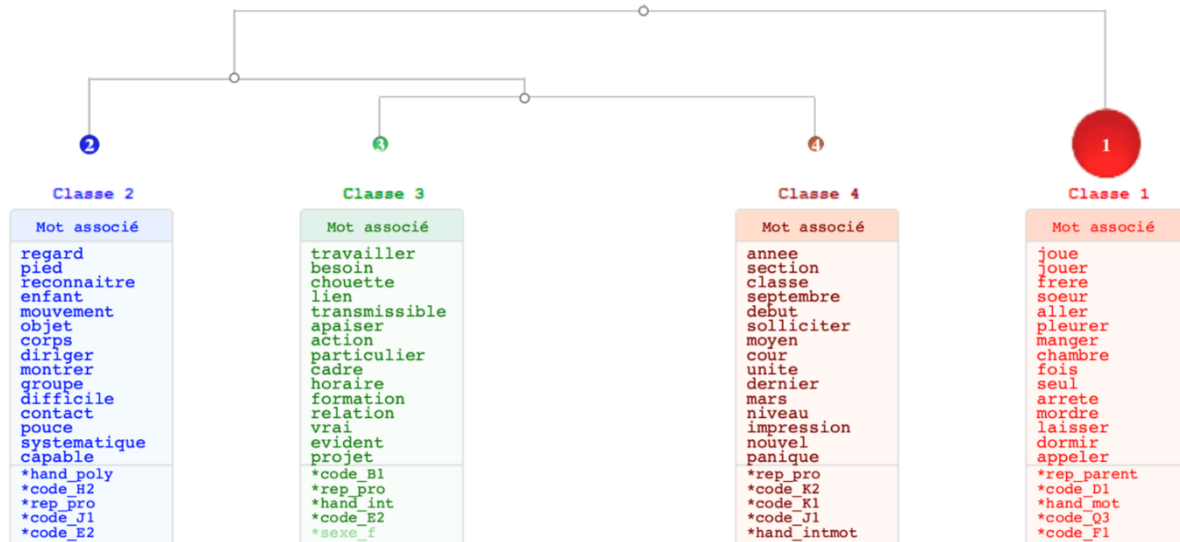 2
3
4
1
Classe 2
Classe 3
Classe 4
Classe 1
Mot associé
regard
pied
reconnaitre
enfant
mouvement
objet
corps
diriger
montrer
groupe
difficile
contact
pouce
systematique
capable
*hand_poly
*code_H2
*rep_pro
*code_J1
*code_E2
Mot associé
travailler
besoin
chouette
lien
transmissible
apaiser
action
particulier
cadre
horaire
formation
relation
vrai
evident
projet
*code_B1
*rep_pro
*hand_int
*code_E2
*sexe_f
Mot associé
annee
section
classe
septembre
debut
solliciter
moyen
cour
unite
dernier
mars
niveau
impression
nouvel
panique
*rep_pro
*code_K2
*code_K1
*code_J1
*hand_intmot
Mot associé
joue
jouer
frere
soeur
aller
pleurer
manger
chambre
fois
seul
arrete
mordre
laisser
dormir
appeler
*rep_parent
*code_D1
*hand_mot
*code_Q3
*code_F1